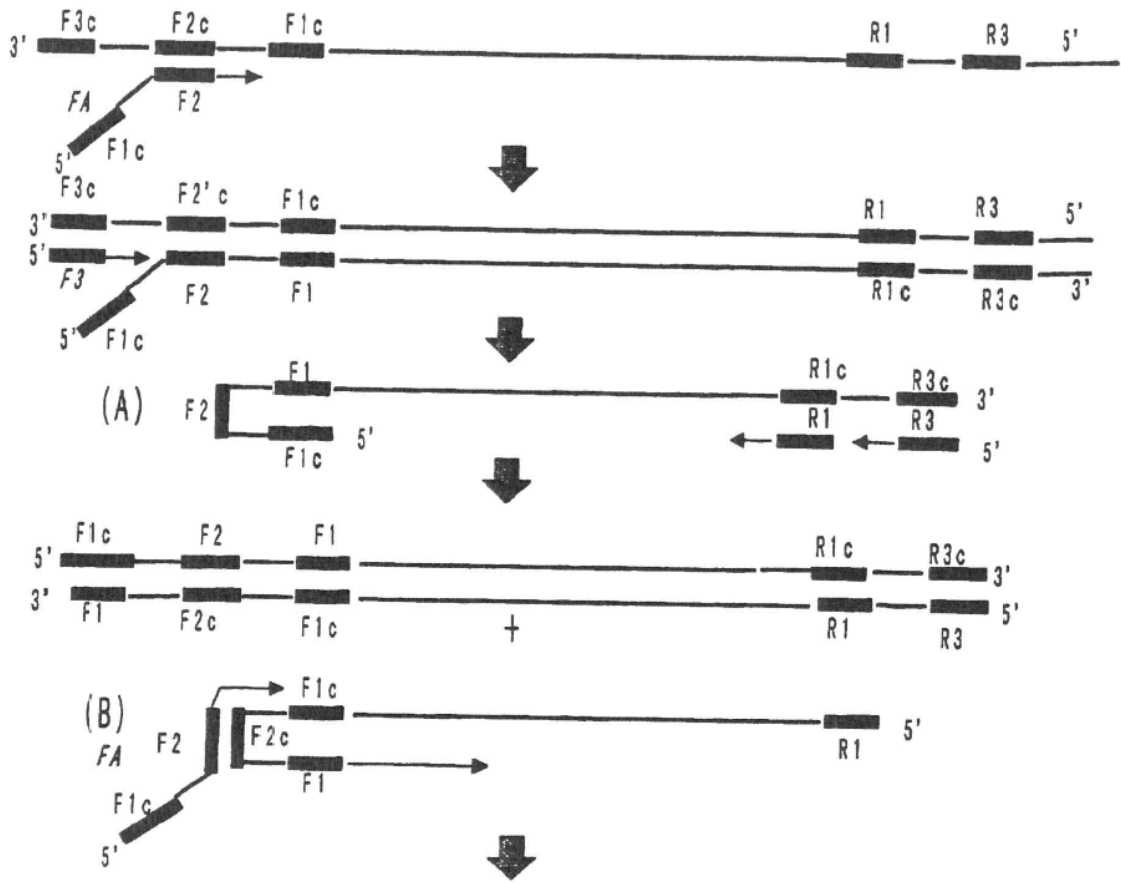 3' F3c F2c F1c R1 R3 5'
FA F2
5' F1c
F3c F2'c F1c R1 R3 5'
3'
5' F3 F2 F1 R1c R3c 3'
5' F1c
(A) F2 F1 R1c R3c 3'
F1c 5' R1 R3 5'
F1c F2 F1 R1c R3c
5' 3'
3' 5'
F1 F2c F1c + R1 R3
(B) F1c
FA F2 F2c F1 R1 5'
F1c
5'